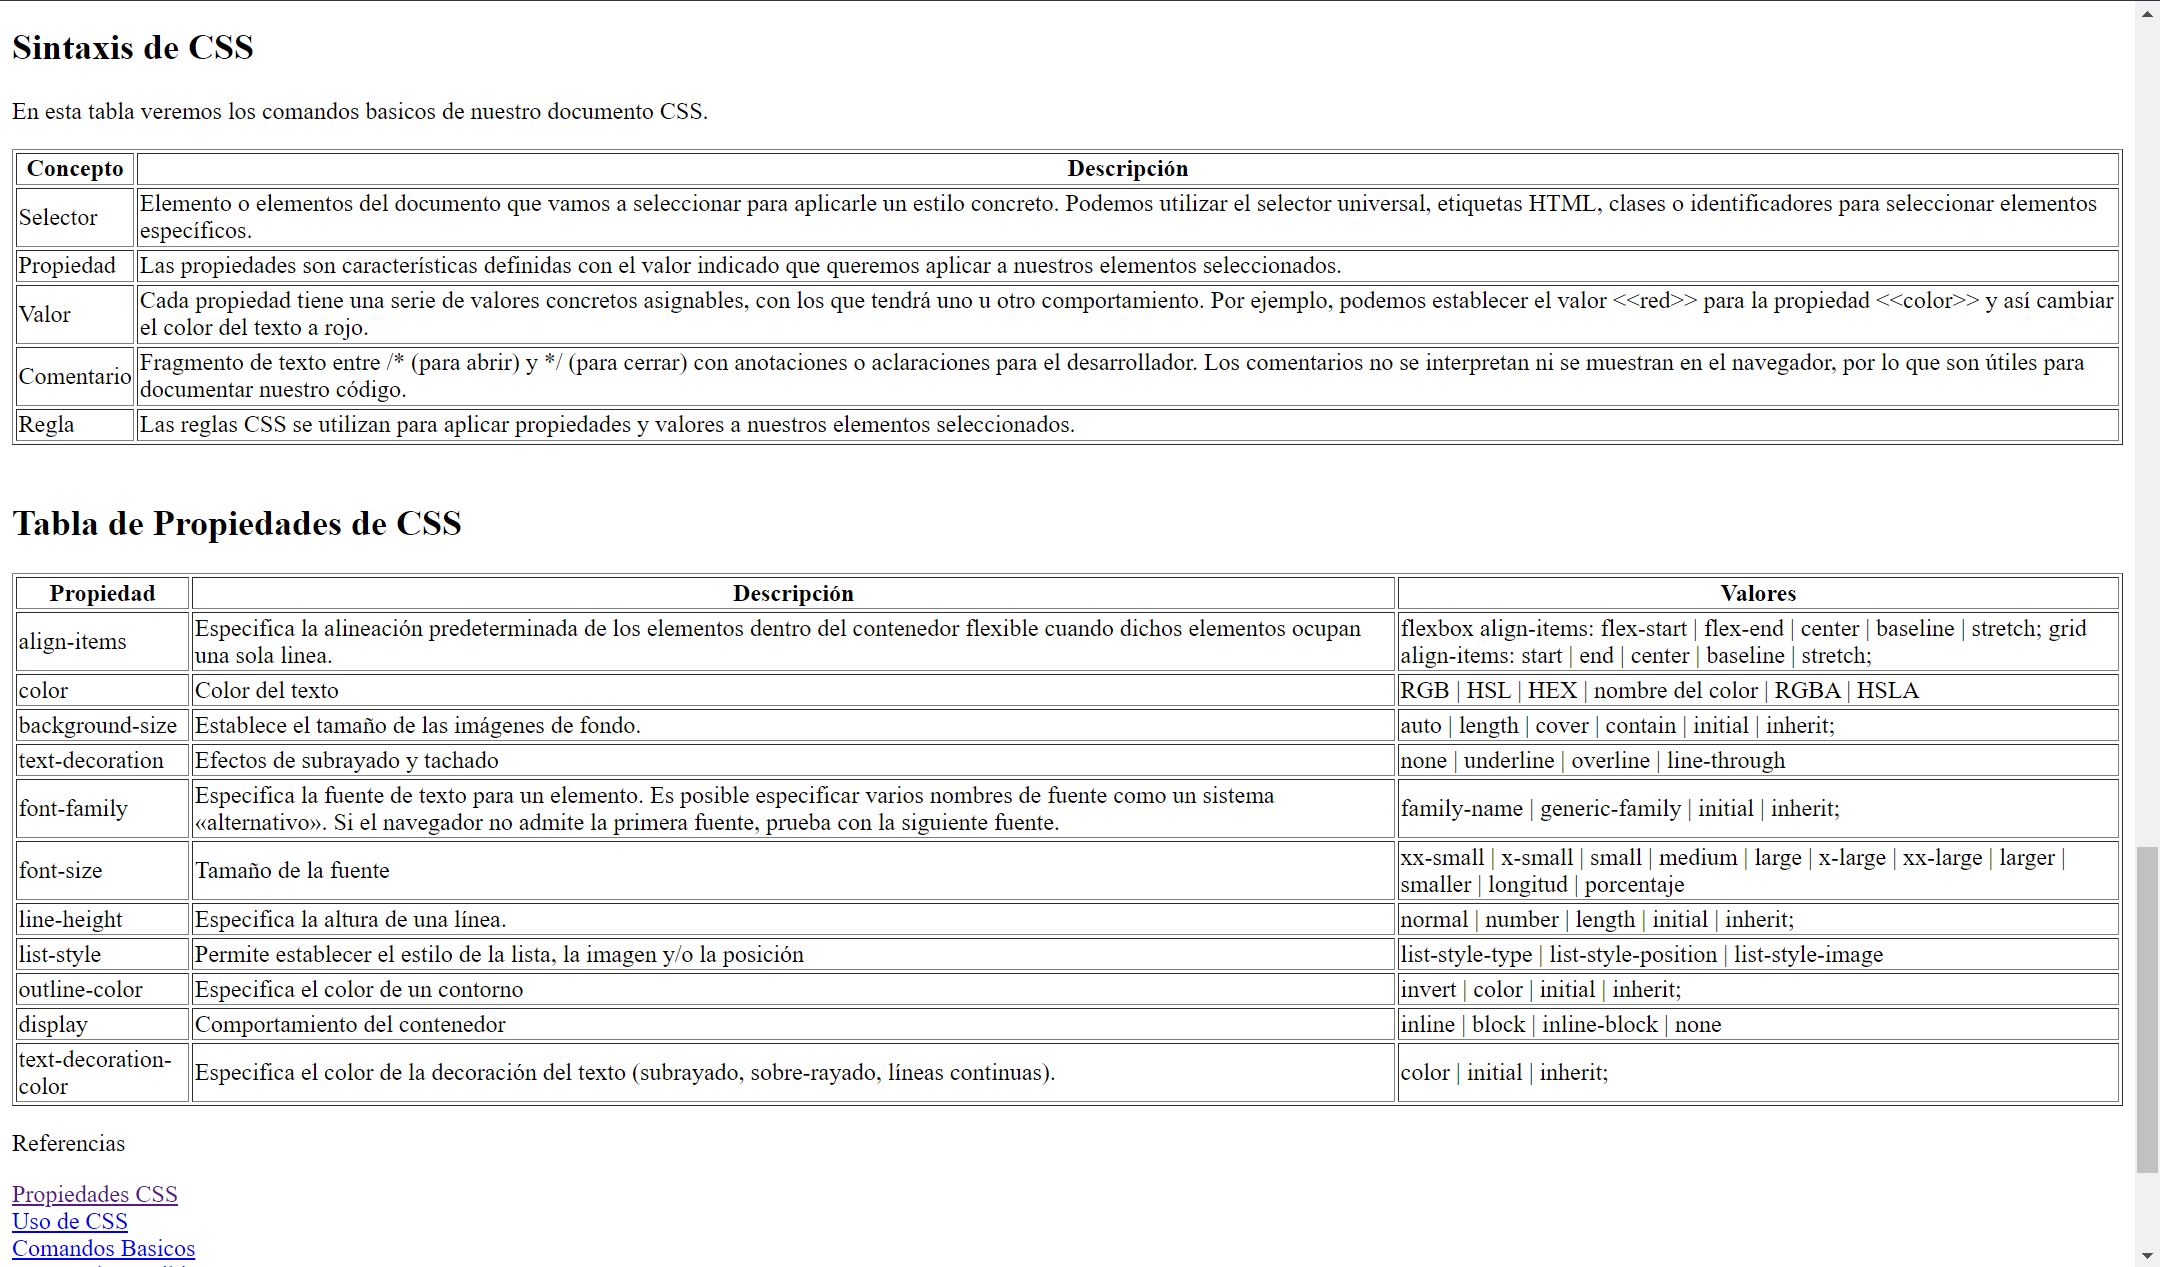 Sintaxis de CSS
En esta tabla veremos los comandos basicos de nuestro documento CSS.
Concepto Descripción
Selector Elemento o elementos del documento que vamos a seleccionar para aplicarle un estilo concreto. Podemos utilizar el selector universal, etiquetas HTML, clases o identificadores para seleccionar elementos
específicos.
Propiedad Las propiedades son características definidas con el valor indicado que queremos aplicar a nuestros elementos seleccionados.
Valor Cada propiedad tiene una serie de valores concretos asignables, con los que tendrá uno u otro comportamiento. Por ejemplo, podemos establecer el valor <<red>> para la propiedad <<color>> y así cambiar
el color del texto a rojo.
Comentario Fragmento de texto entre /* (para abrir) y */ (para cerrar) con anotaciones o aclaraciones para el desarrollador. Los comentarios no se interpretan ni se muestran en el navegador, por lo que son útiles para
documentar nuestro código.
Regla Las reglas CSS se utilizan para aplicar propiedades y valores a nuestros elementos seleccionados.
Tabla de Propiedades de CSS
Propiedad Descripción Valores
align-items Especifica la alineación predeterminada de los elementos dentro del contenedor flexible cuando dichos elementos ocupan
una sola linea.
flexbox align-items: flex-start | flex-end | center | baseline | stretch; grid
align-items: start | end | center | baseline | stretch;
color Color del texto RGB | HSL | HEX | nombre del color | RGBA | HSLA
background-size Establece el tamaño de las imágenes de fondo. auto | length | cover | contain | initial | inherit;
text-decoration Efectos de subrayado y tachado none | underline | overline | line-through
font-family Especifica la fuente de texto para un elemento. Es posible especificar varios nombres de fuente como un sistema
«alternativo». Si el navegador no admite la primera fuente, prueba con la siguiente fuente.
family-name | generic-family | initial | inherit;
font-size Tamaño de la fuente xx-small | x-small | small | medium | large | x-large | xx-large | larger |
smaller | longitud | porcentaje
line-height Especifica la altura de una línea. normal | number | length | initial | inherit;
list-style Permite establecer el estilo de la lista, la imagen y/o la posición list-style-type | list-style-position | list-style-image
outline-color Especifica el color de un contorno invert | color | initial | inherit;
display Comportamiento del contenedor inline | block | inline-block | none
text-decoration-
color
Especifica el color de la decoración del texto (subrayado, sobre-rayado, líneas continuas). color | initial | inherit;
Referencias
Propiedades CSS
Uso de CSS
Comandos Basicos